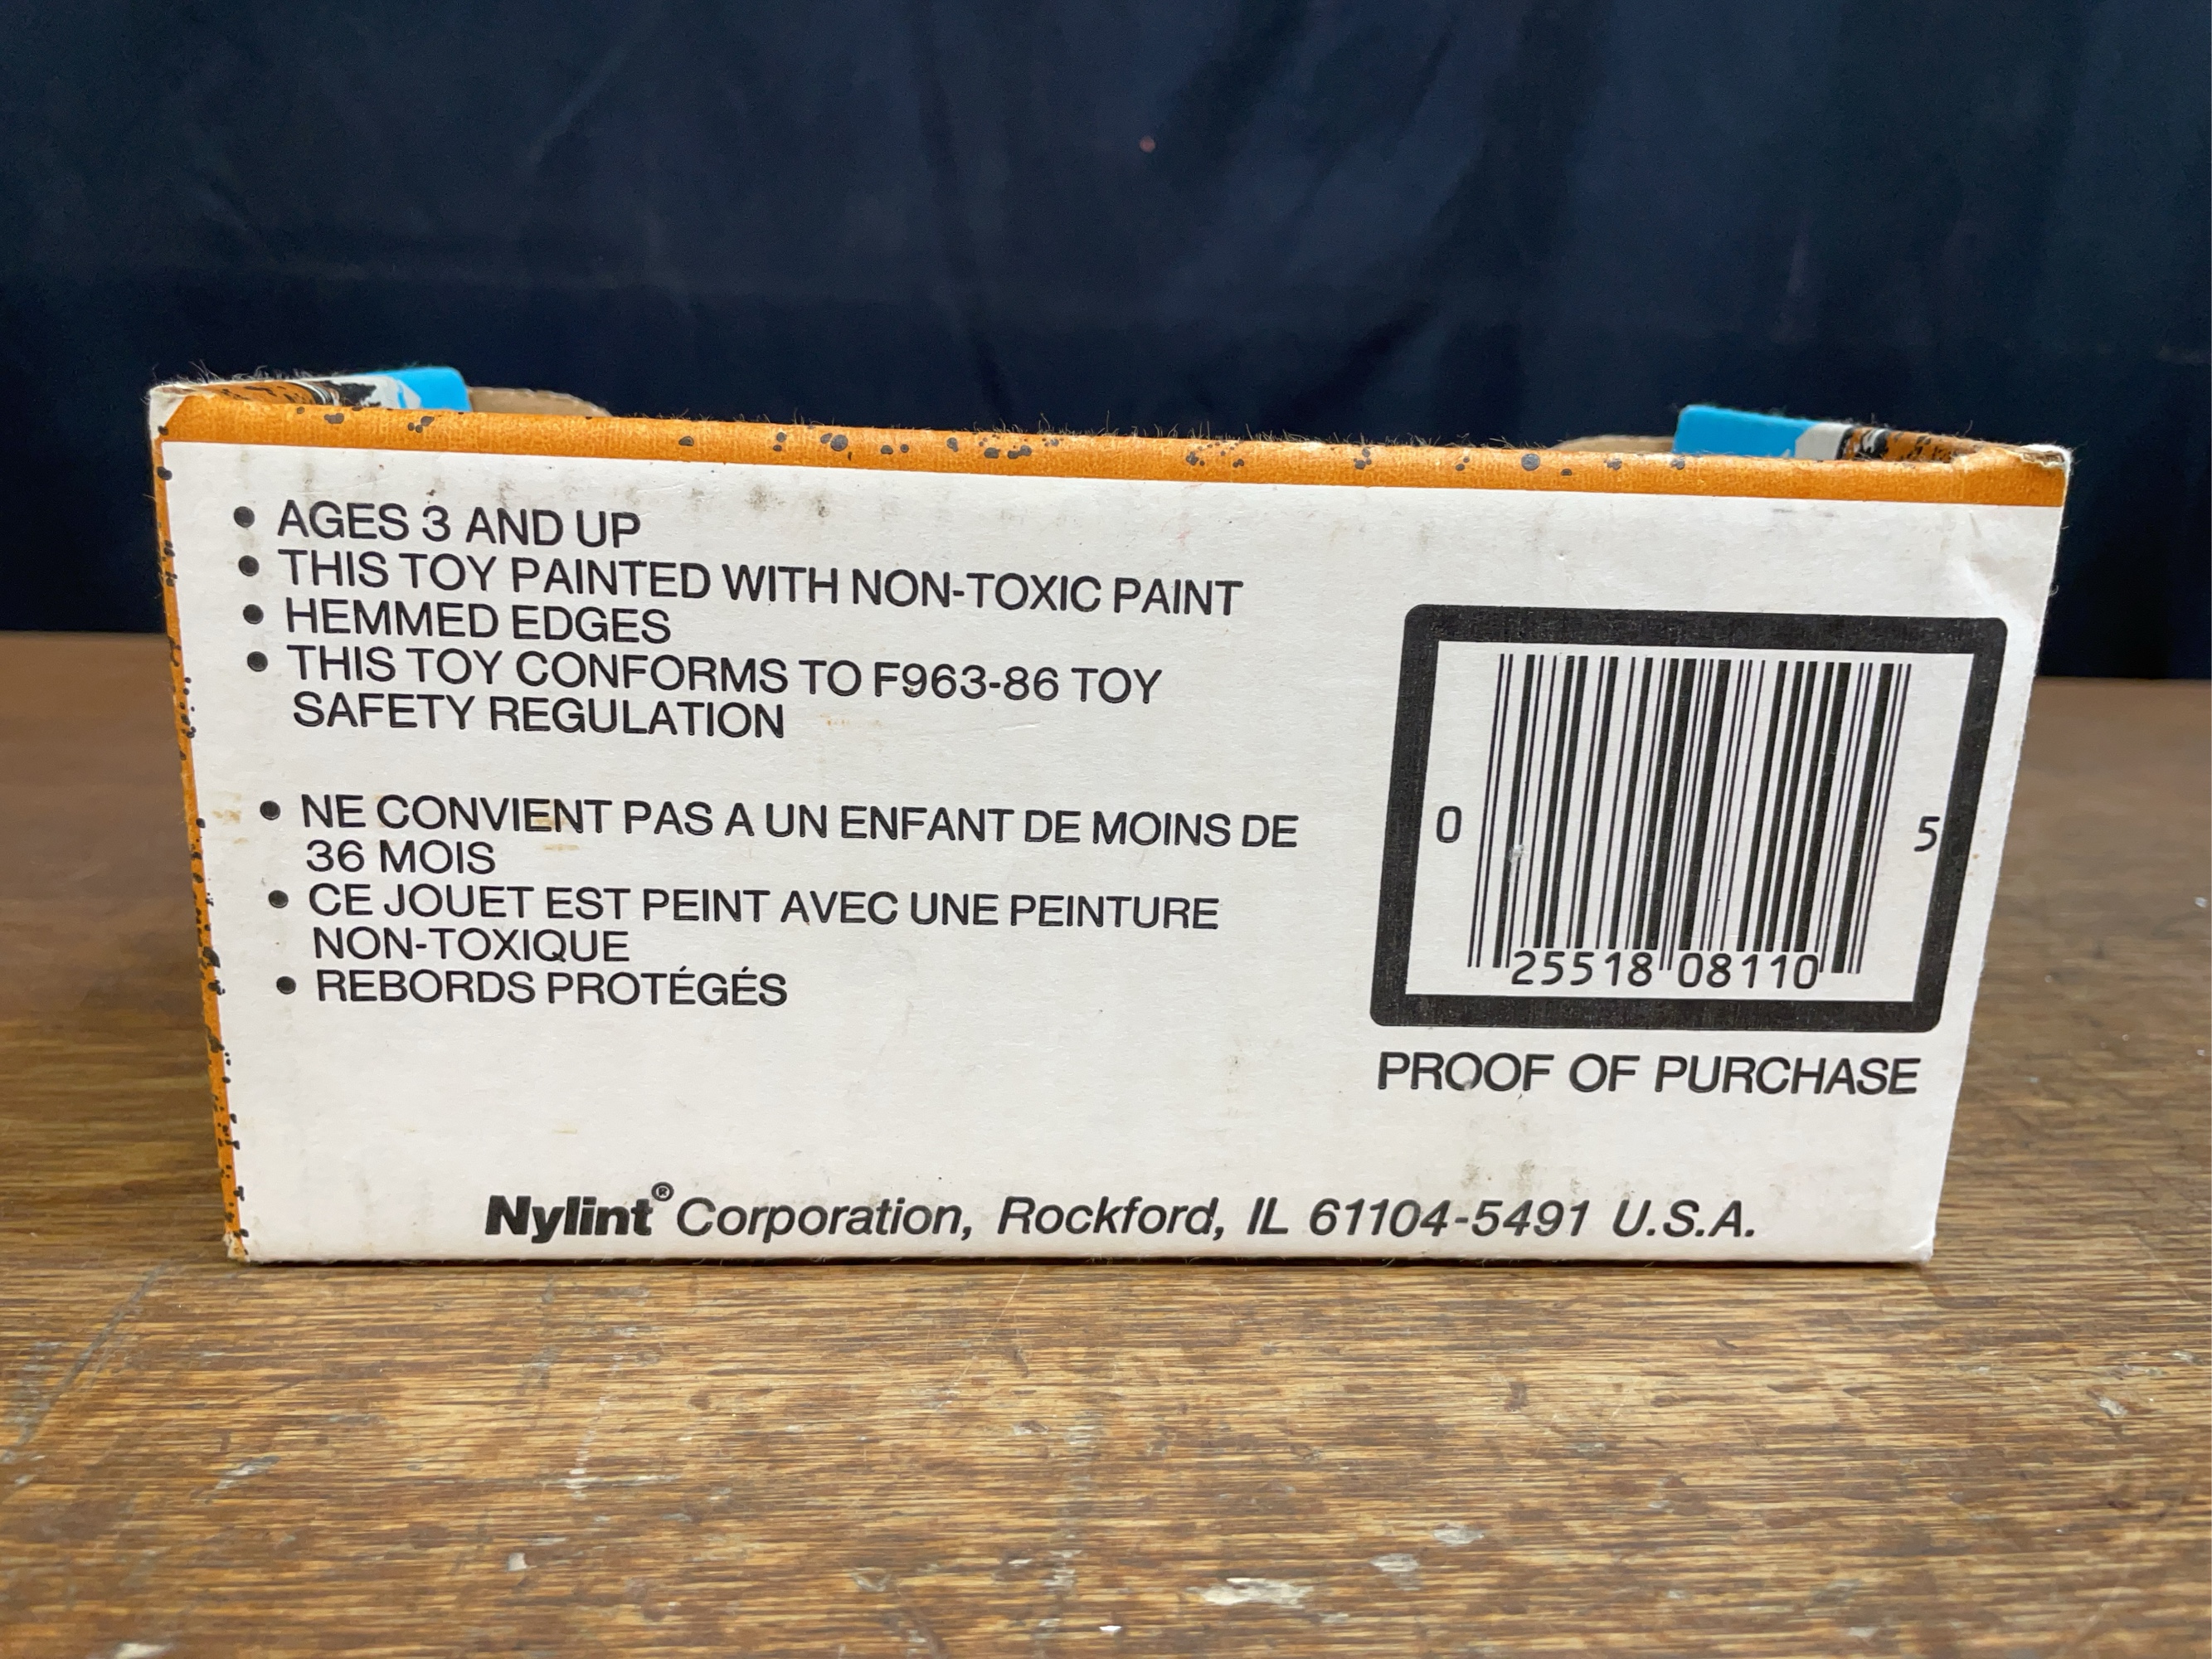 • AGES 3 AND UP
• THIS TOY PAINTED WITH NON-TOXIC PAINT
• HEMMED EDGES
• THIS TOY CONFORMS TO F963-86 TOY
SAFETY REGULATION
• NE CONVIENT PAS A UN ENFANT DE MOINS DE
36 MOIS
• CE JOUET EST PEINT AVEC UNE PEINTURE
NON-TOXIQUE
• REBORDS PROTÉGÉS
0 25518 08110 5
PROOF OF PURCHASE
Nylint® Corporation, Rockford, IL 61104-5491 U.S.A.